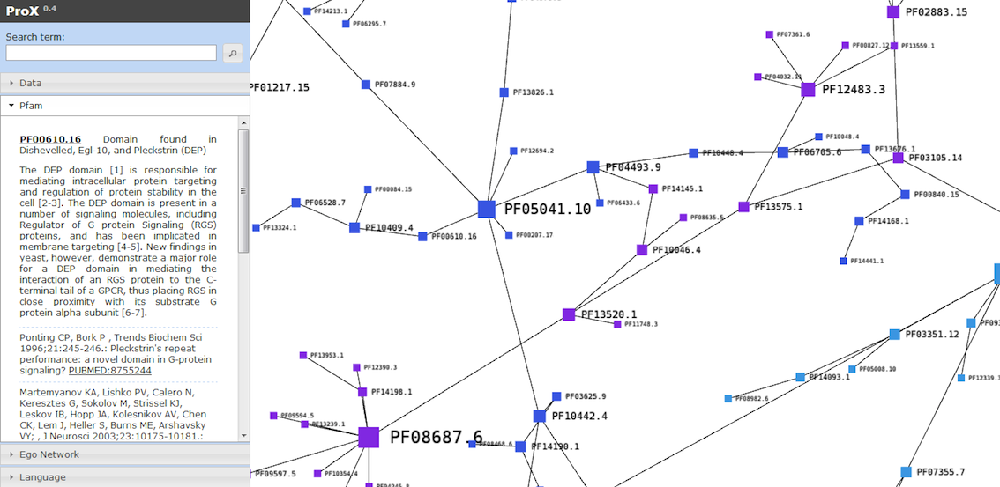 ProX 0.4
Search term:
Data
Pfam
PF00610.16 Domain found in
Dishevelled, Egl-10, and Pleckstrin (DEP)
The DEP domain [1] is responsible for
mediating intracellular protein targeting
and regulation of protein stability in the
cell [2-3]. The DEP domain is present in a
number of signaling molecules, including
Regulator of G protein Signaling (RGS)
proteins, and has been implicated in
membrane targeting [4-5]. New findings in
yeast, however, demonstrate a major role
for a DEP domain in mediating the
interaction of an RGS protein to the C-
terminal tail of a GPCR, thus placing RGS in
close proximity with its substrate G
protein alpha subunit [6-7].
Ponting CP, Bork P , Trends Biochem Sci
1996;21:245-246.: Pleckstrin's repeat
performance: a novel domain in G-protein
signaling? PUBMED:8755244
Martemyanov KA, Lishko PV, Calero N,
Keresztes G, Sokolov M, Strissel KJ,
Leskov IB, Hopp JA, Kolesnikov AV, Chen
CK, Lem J, Heller S, Burns ME, Arshavsky
VY; , J Neurosci 2003;23:10175-10181.:
Ego Network
Language
PF14213.1
PF06295.7
PF02883.15
PF07361.6
PF00827.12
PF13559.1
PF04032.11
PF12483.3
PF01217.15
PF07884.9
PF13826.1
PF12694.2
PF04493.9
PF10448.4
PF06705.6
PF10048.4
PF13676.1
PF03105.14
PF00084.15
PF06528.7
PF14145.1
PF06433.6
PF00840.15
PF05041.10
PF13575.1
PF08635.5
PF14168.1
PF13324.1
PF10409.4
PF00610.16
PF00207.17
PF10046.4
PF14441.1
PF13520.1
PF11748.3
PF03351.12
PF09
PF13953.1
PF12390.3
PF05008.10
PF14093.1
PF12339.3
PF14198.1
PF03625.9
PF08982.6
PF09594.5
PF13239.1
PF10442.4
PF08687.6
PF08468.6
PF14190.1
PF09597.5
PF10354.4
PF07355.7
PF04245.8